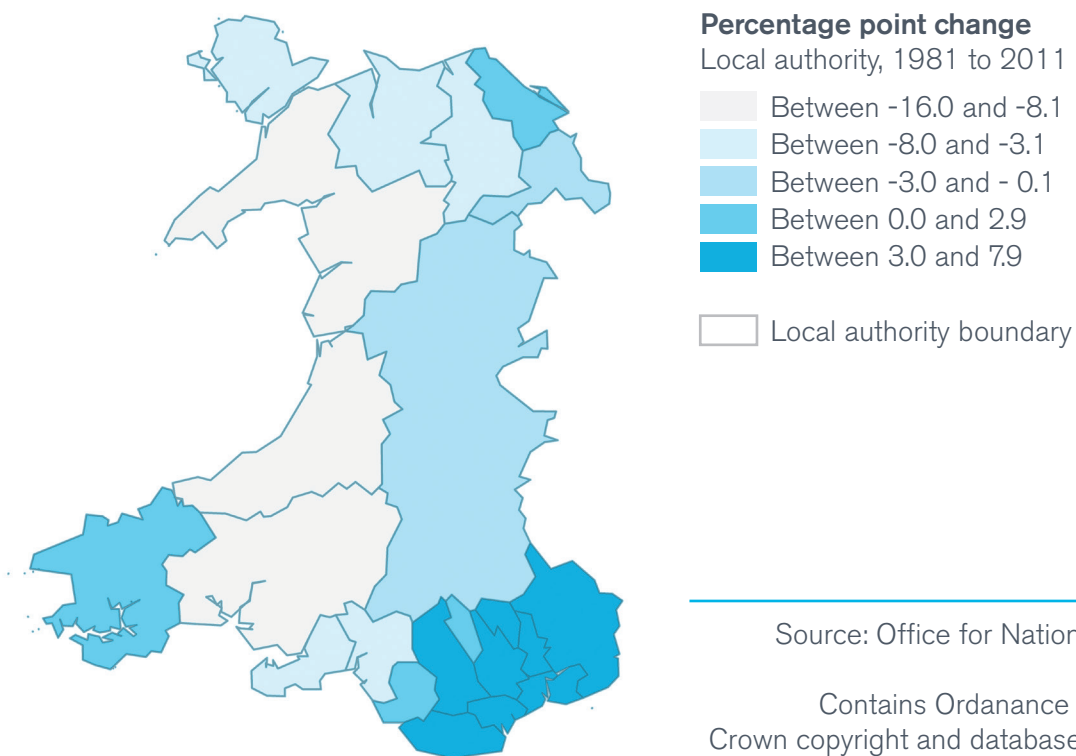 Percentage point change
Local authority, 1981 to 2011
Between -16.0 and -8.1
Between -8.0 and -3.1
Between -3.0 and - 0.1
Between 0.0 and 2.9
Between 3.0 and 7.9
Local authority boundary
Source: Office for Nation
Contains Ordanance
Crown copyright and database